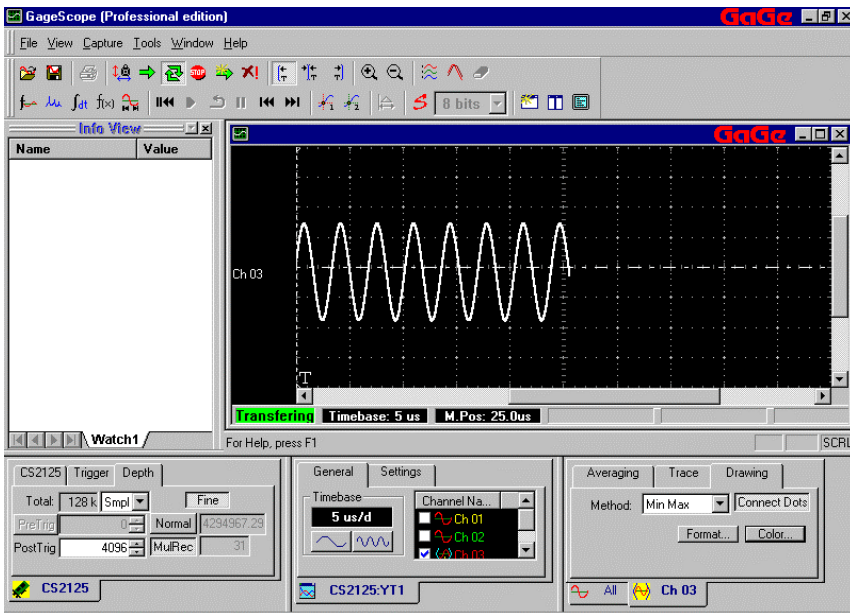 GageScope (Professional edition)
GaGe
File View Capture Tools Window Help
STOP
∫dt f(x)
1 2
8 bits
Info View
Name Value
GaGe
Ch 03
T
Transfering Timebase: 5 us M.Pos: 25.0us
Watch1
For Help, press F1
SCRL
CS2125 Trigger Depth
Total: 128 k Smpl Fine
PreTrig 0 Normal 4294967.29
PostTrig 4096 MulRec 31
CS2125
General Settings
Timebase
5 us/d
Channel Na...
Ch 01
Ch 02
Ch 03
CS2125:YT1
Averaging Trace Drawing
Method: Min Max Connect Dots
Format... Color...
All Ch 03